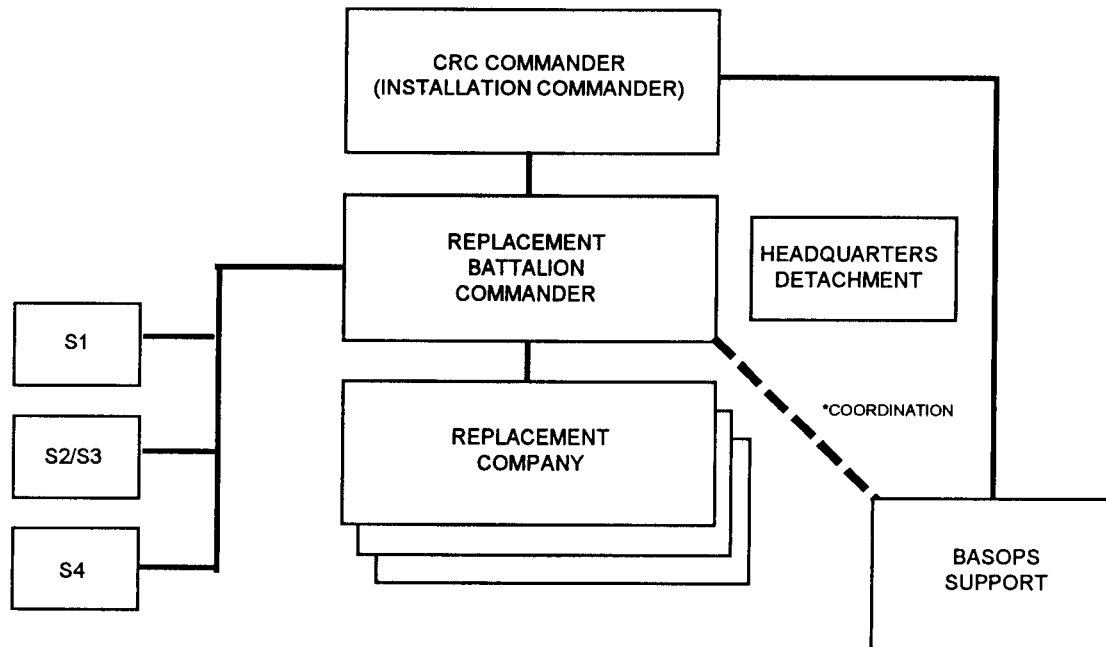 CRC COMMANDER
(INSTALLATION COMMANDER)
REPLACEMENT
BATTALION
COMMANDER
HEADQUARTERS
DETACHMENT
S1
S2/S3
S4
*COORDINATION
REPLACEMENT
COMPANY
BASOPS
SUPPORT